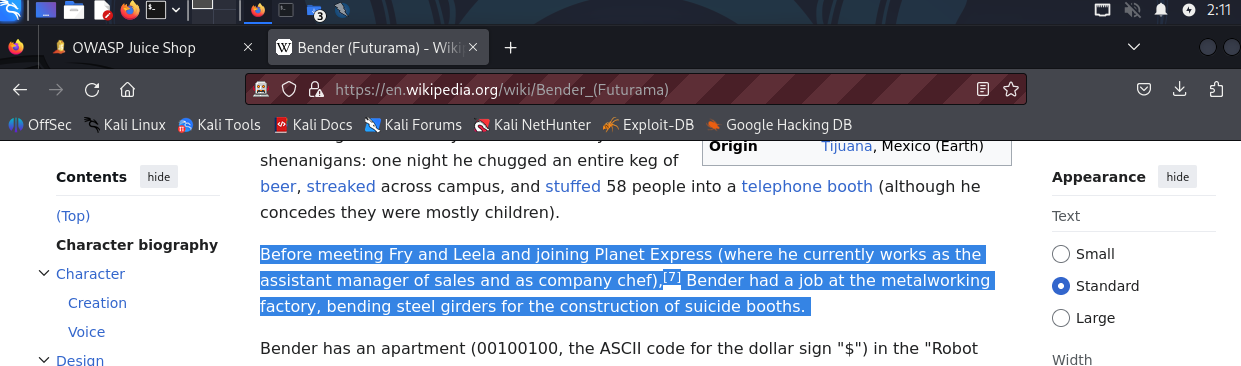 3
2:11
OWASP Juice Shop
Bender (Futurama) - Wiki
https://en.wikipedia.org/wiki/Bender_(Futurama)
OffSec
Kali Linux
Kali Tools
Kali Docs
Kali Forums
Kali NetHunter
Exploit-DB
Google Hacking DB
Contents hide
(Top)
Character biography
Character
Creation
Voice
Design
shenanigans: one night he chugged an entire keg of
beer, streaked across campus, and stuffed 58 people into a telephone booth (although he
concedes they were mostly children).
Before meeting Fry and Leela and joining Planet Express (where he currently works as the
assistant manager of sales and as company chef),[7] Bender had a job at the metalworking
factory, bending steel girders for the construction of suicide booths.
Bender has an apartment (00100100, the ASCII code for the dollar sign "$") in the "Robot
Origin Tijuana, Mexico (Earth)
Appearance hide
Text
Small
Standard
Large
Width